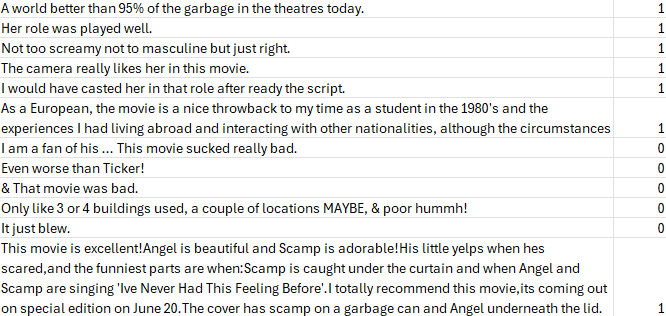 A world better than 95% of the garbage in the theatres today. 1
Her role was played well. 1
Not too screamy not to masculine but just right. 1
The camera really likes her in this movie. 1
I would have casted her in that role after ready the script. 1
As a European, the movie is a nice throwback to my time as a student in the 1980's and the
experiences I had living abroad and interacting with other nationalities, although the circumstances 1
I am a fan of his ... This movie sucked really bad. 0
Even worse than Ticker! 0
& That movie was bad. 0
Only like 3 or 4 buildings used, a couple of locations MAYBE, & poor hummh! 0
It just blew. 0
This movie is excellent!Angel is beautiful and Scamp is adorable!His little yelps when hes
scared,and the funniest parts are when:Scamp is caught under the curtain and when Angel and
Scamp are singing 'Ive Never Had This Feeling Before'.I totally recommend this movie,its coming out
on special edition on June 20.The cover has scamp on a garbage can and Angel underneath the lid. 1